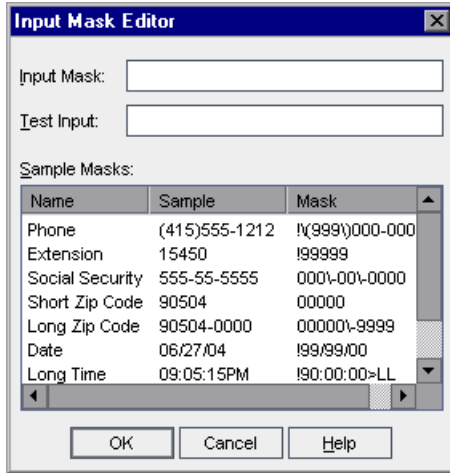 Input Mask Editor
Input Mask:
Test Input:
Sample Masks:
Name Sample Mask
Phone (415)555-1212 !\(999\)000-000
Extension 15450 !99999
Social Security 555-55-5555 000\-00\-0000
Short Zip Code 90504 00000
Long Zip Code 90504-0000 00000\-9999
Date 06/27/04 !99/99/00
Long Time 09:05:15PM !90:00:00>LL
OK Cancel Help